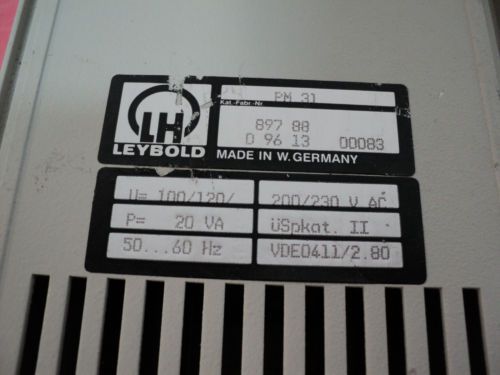 PM 31
Kat.-Fabr.-Nr.
897 88
D 96 13 00083
LH
LEYBOLD
MADE IN W.GERMANY
U= 100/120/ 200/230 V AC
P= 20 VA üSpkat. II
50...60 Hz VDE0411/2.80